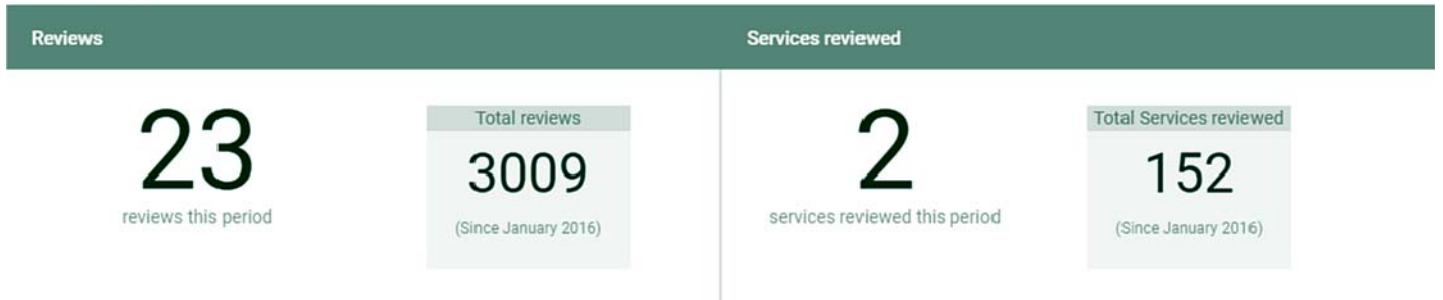 Reviews
Services reviewed
23
reviews this period
Total reviews
3009
(Since January 2016)
2
services reviewed this period
Total Services reviewed
152
(Since January 2016)